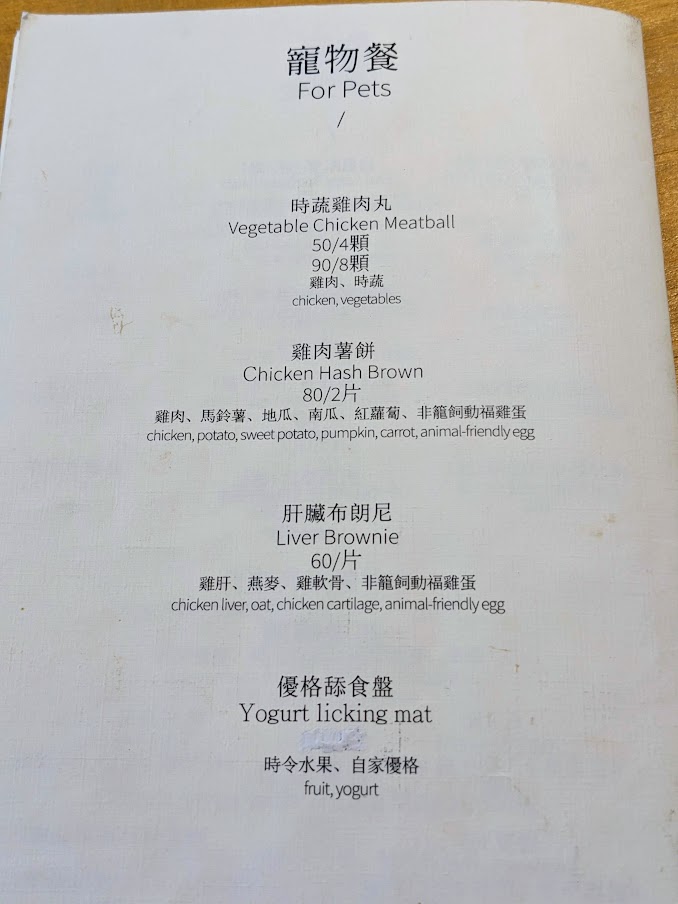 寵物餐
For Pets
/
時蔬雞肉丸
Vegetable Chicken Meatball
50/4顆
90/8顆
雞肉、時蔬
chicken, vegetables
雞肉薯餅
Chicken Hash Brown
80/2片
雞肉、馬鈴薯、地瓜、南瓜、紅蘿蔔、非籠飼動福雞蛋
chicken, potato, sweet potato, pumpkin, carrot, animal-friendly egg
肝臟布朗尼
Liver Brownie
60/片
雞肝、燕麥、雞軟骨、非籠飼動福雞蛋
chicken liver, oat, chicken cartilage, animal-friendly egg
優格舔食盤
Yogurt licking mat
時令水果、自家優格
fruit, yogurt